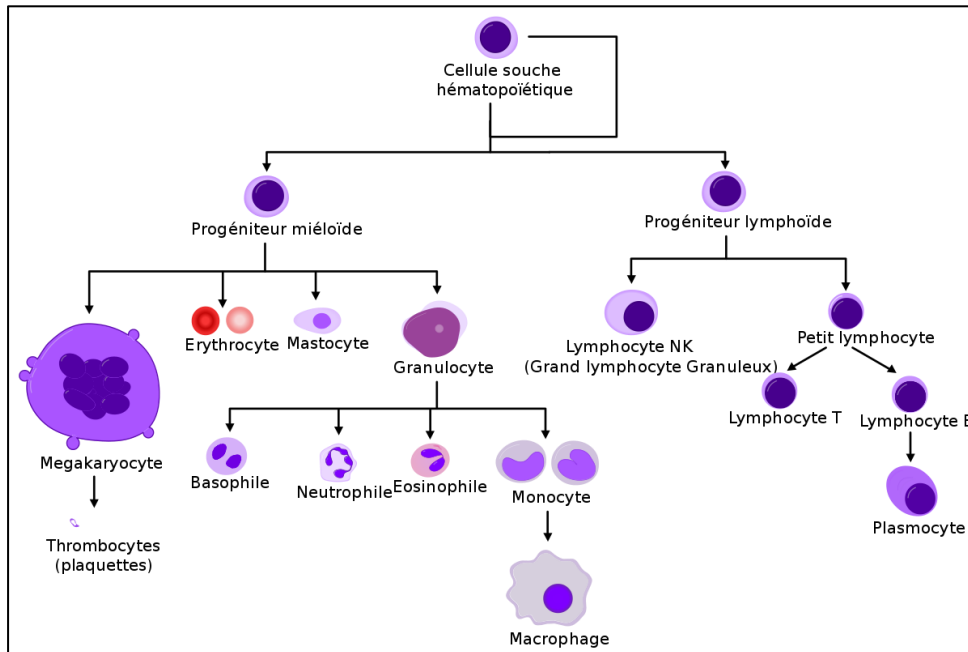 Cellule souche
hématopoïétique
Progéniteur miéloïde
Progéniteur lymphoïde
Erythrocyte
Mastocyte
Granulocyte
Lymphocyte NK
(Grand lymphocyte Granuleux)
Petit lymphocyte
Lymphocyte T
Lymphocyte B
Megakaryocyte
Basophile
Neutrophile
Eosinophile
Monocyte
Plasmocyte
Thrombocytes
(plaquettes)
Macrophage